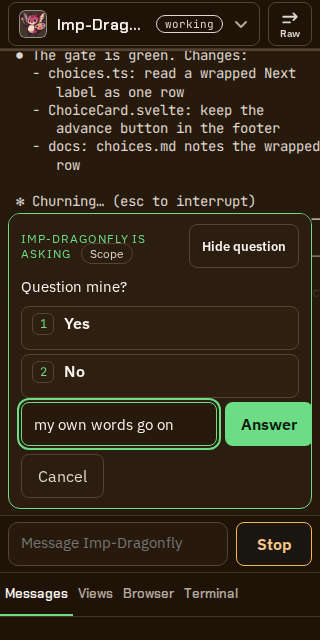 Imp-Drag… working
Raw
● The gate is green. Changes:
- choices.ts: read a wrapped Next
label as one row
- ChoiceCard.svelte: keep the
advance button in the footer
- docs: choices.md notes the wrapped
row
✻ Churning… (esc to interrupt)
IMP-DRAGONFLY IS
ASKING Scope
Hide question
Question mine?
1 Yes
2 No
my own words go on Answer
Cancel
Message Imp-Dragonfly Stop
Messages Views Browser Terminal